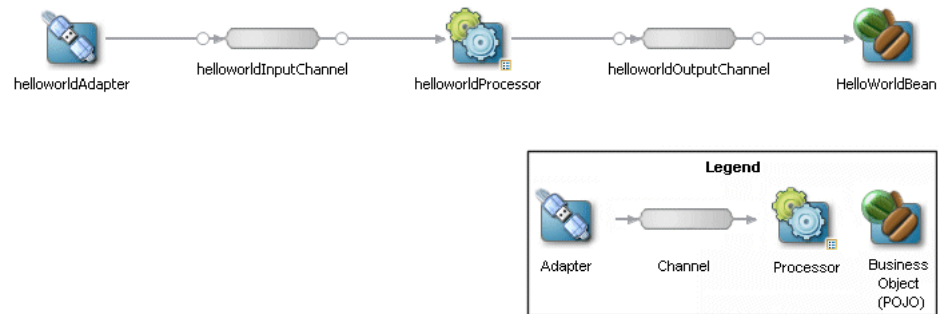 helloworldAdapter
helloworldInputChannel
helloworldProcessor
helloworldOutputChannel
HelloWorldBean
Legend
Adapter
Channel
Processor
Business
Object
(POJO)